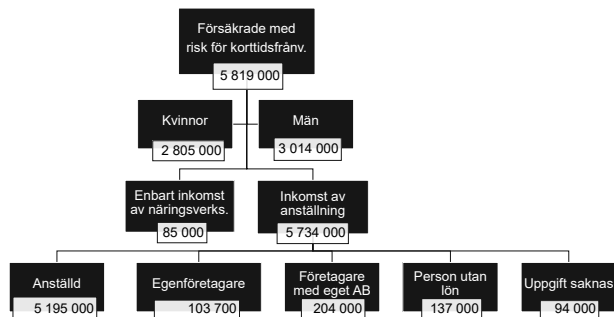 Försäkrade med
risk för korttidsfrånv.
5 819 000
Kvinnor
2 805 000
Män
3 014 000
Enbart inkomst
av näringsverks.
85 000
Inkomst av
anställning
5 734 000
Anställd
5 195 000
Egenföretagare
103 700
Företagare
med eget AB
204 000
Person utan
lön
137 000
Uppgift saknas
94 000